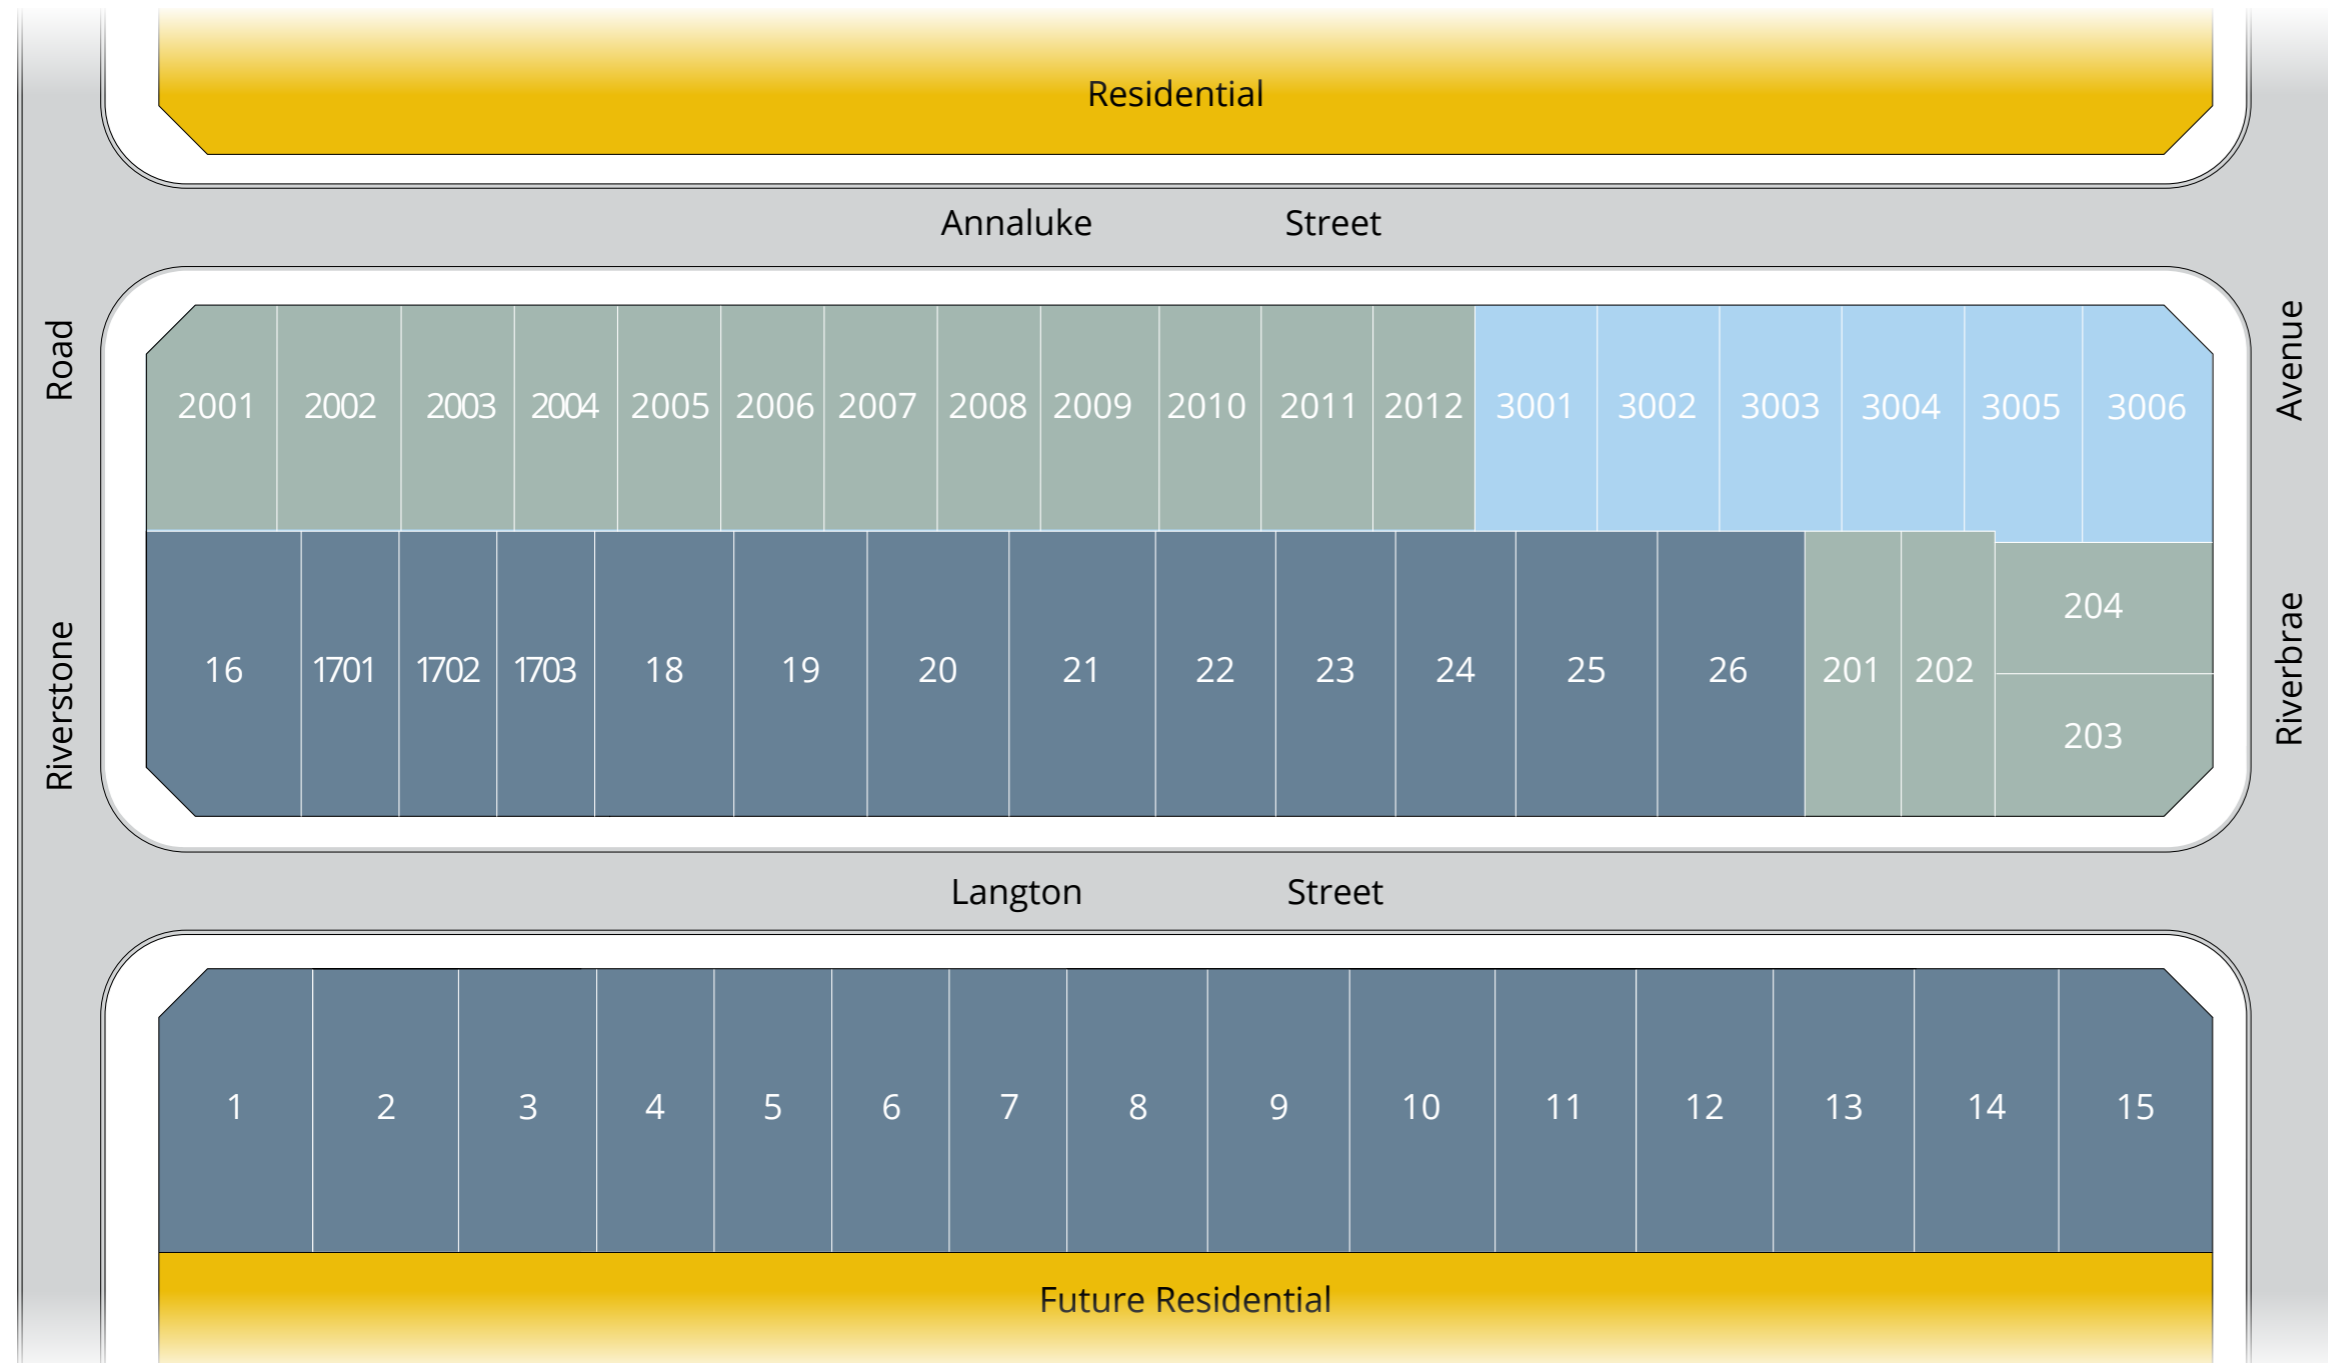 Residential
Annaluke Street
Road
Avenue
2001 2002 2003 2004 2005 2006 2007 2008 2009 2010 2011 2012 3001 3002 3003 3004 3005 3006
Riverstone
Riverbrae
204
16 1701 1702 1703 18 19 20 21 22 23 24 25 26 201 202
203
Langton Street
1 2 3 4 5 6 7 8 9 10 11 12 13 14 15
Future Residential